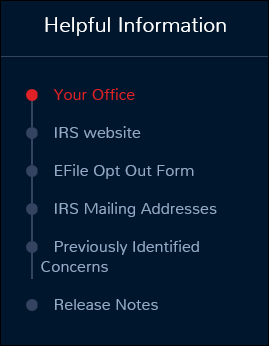 Helpful Information
Your Office
IRS website
EFile Opt Out Form
IRS Mailing Addresses
Previously Identified
Concerns
Release Notes